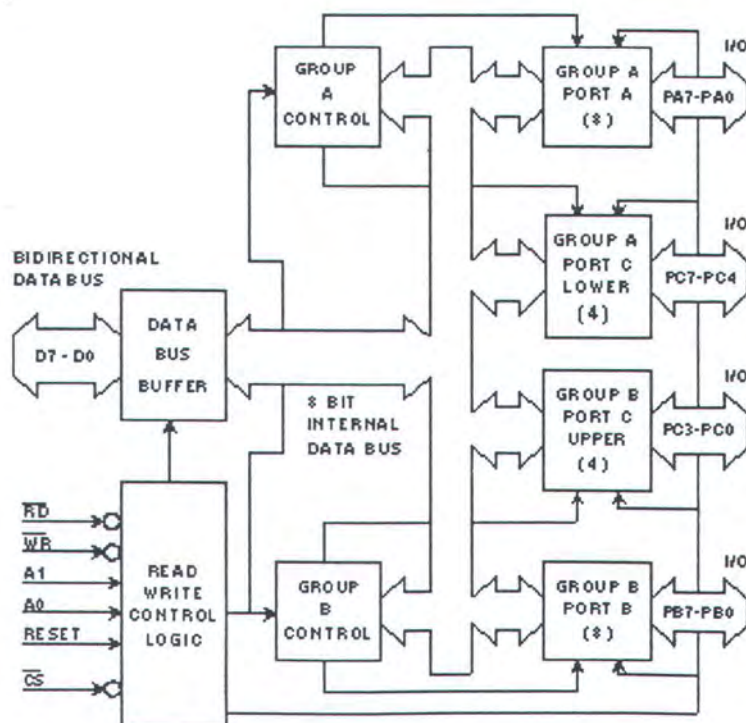 GROUP
A
CONTROL
GROUP A
PORT A
(8)
I/O
PA7-PA0
GROUP A
PORT C
LOWER
(4)
I/O
PC7-PC4
BIDIRECTIONAL
DATA BUS
D7 - D0
DATA
BUS
BUFFER
8 BIT
INTERNAL
DATA BUS
GROUP B
PORT C
UPPER
(4)
I/O
PC3-PC0
RD
WR
A1
A0
RESET
CS
READ
WRITE
CONTROL
LOGIC
GROUP
B
CONTROL
GROUP B
PORT B
(8)
I/O
PB7-PB0